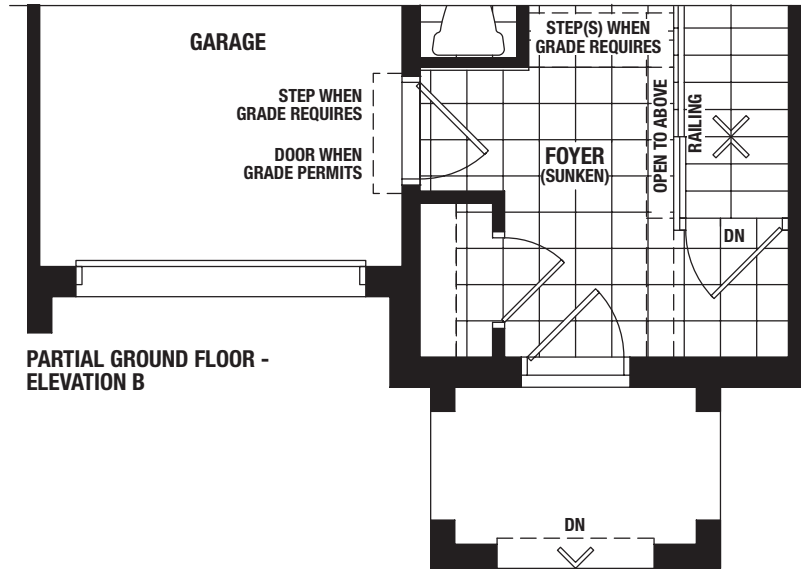 GARAGE
STEP(S) WHEN
GRADE REQUIRES
STEP WHEN
GRADE REQUIRES
DOOR WHEN
GRADE PERMITS
FOYER
(SUNKEN)
OPEN TO ABOVE
RAILING
DN
PARTIAL GROUND FLOOR -
ELEVATION B
DN